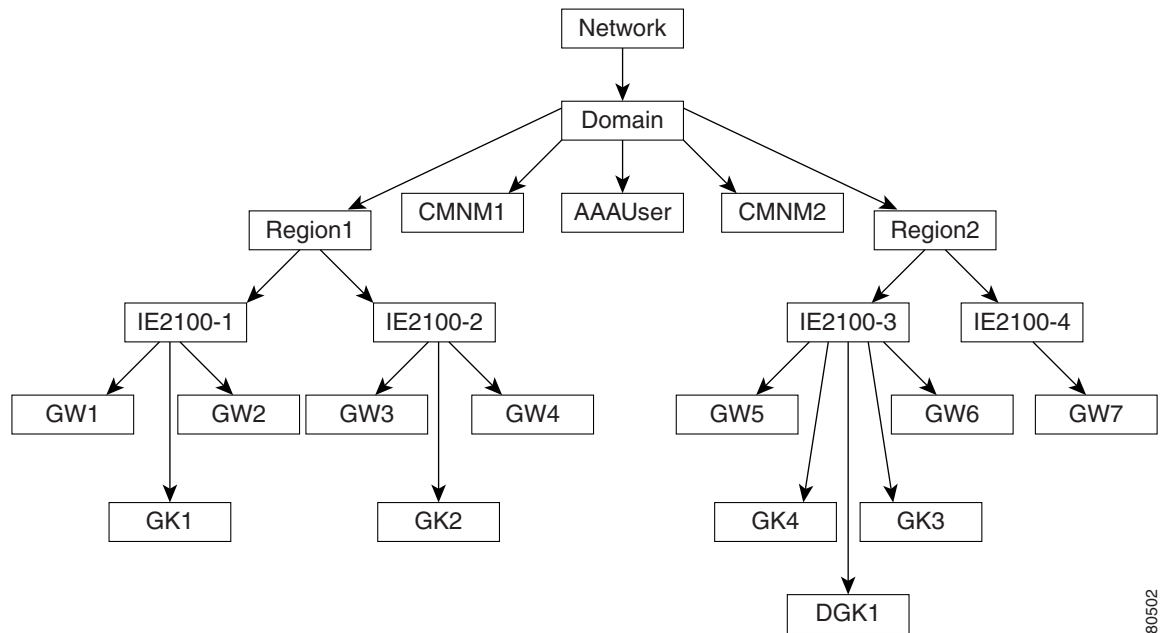 Network
Domain
CMNM1
AAAUser
CMNM2
Region1
Region2
IE2100-1
IE2100-2
IE2100-3
IE2100-4
GW1
GW2
GW3
GW4
GW5
GW6
GW7
GK1
GK2
GK4
GK3
DGK1
80502